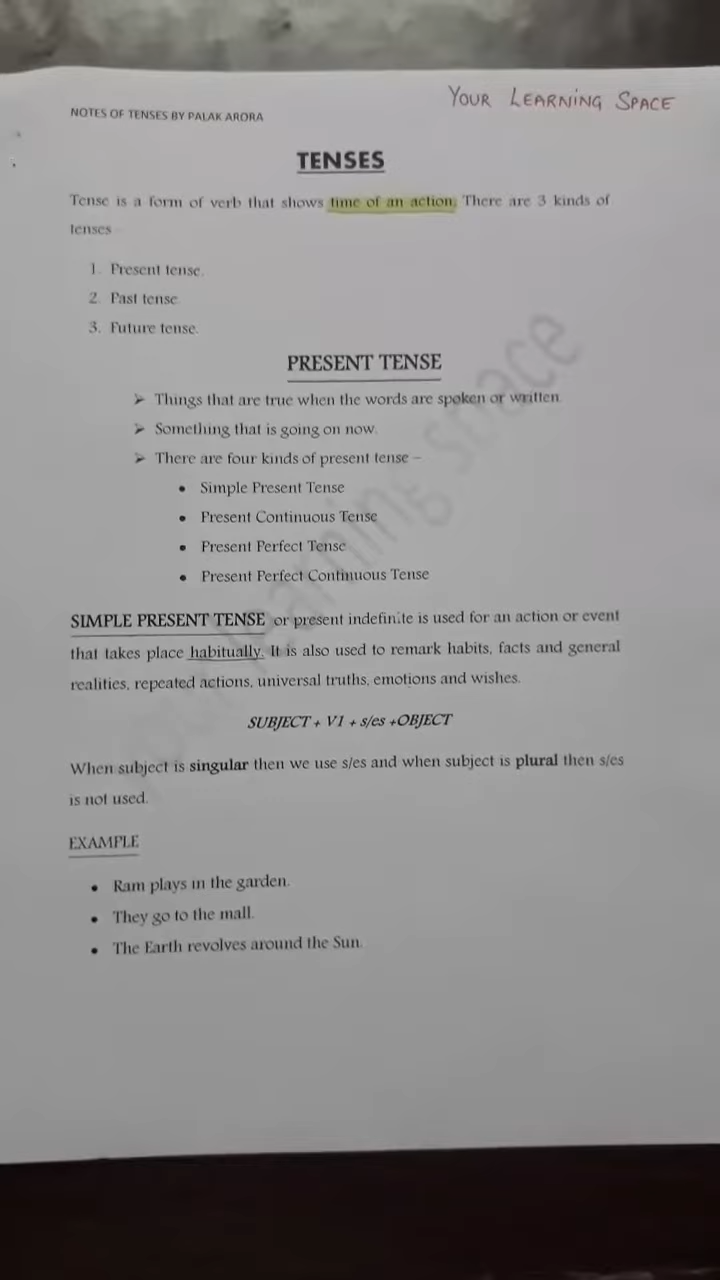 YOUR LEARNING SPACE
NOTES OF TENSES BY PALAK ARORA
TENSES
Tense is a form of verb that shows time of an action. There are 3 kinds of
tenses
1. Present tense.
2. Past tense
3. Future tense.
PRESENT TENSE
➢ Things that are true when the words are spoken or written.
➢ Something that is going on now.
➢ There are four kinds of present tense –
• Simple Present Tense
• Present Continuous Tense
• Present Perfect Tense
• Present Perfect Continuous Tense
SIMPLE PRESENT TENSE or present indefinite is used for an action or event
that takes place habitually. It is also used to remark habits, facts and general
realities, repeated actions, universal truths, emotions and wishes.
SUBJECT + V1 + s/es +OBJECT
When subject is singular then we use s/es and when subject is plural then s/es
is not used.
EXAMPLE
• Ram plays in the garden.
• They go to the mall.
• The Earth revolves around the Sun.
learning space